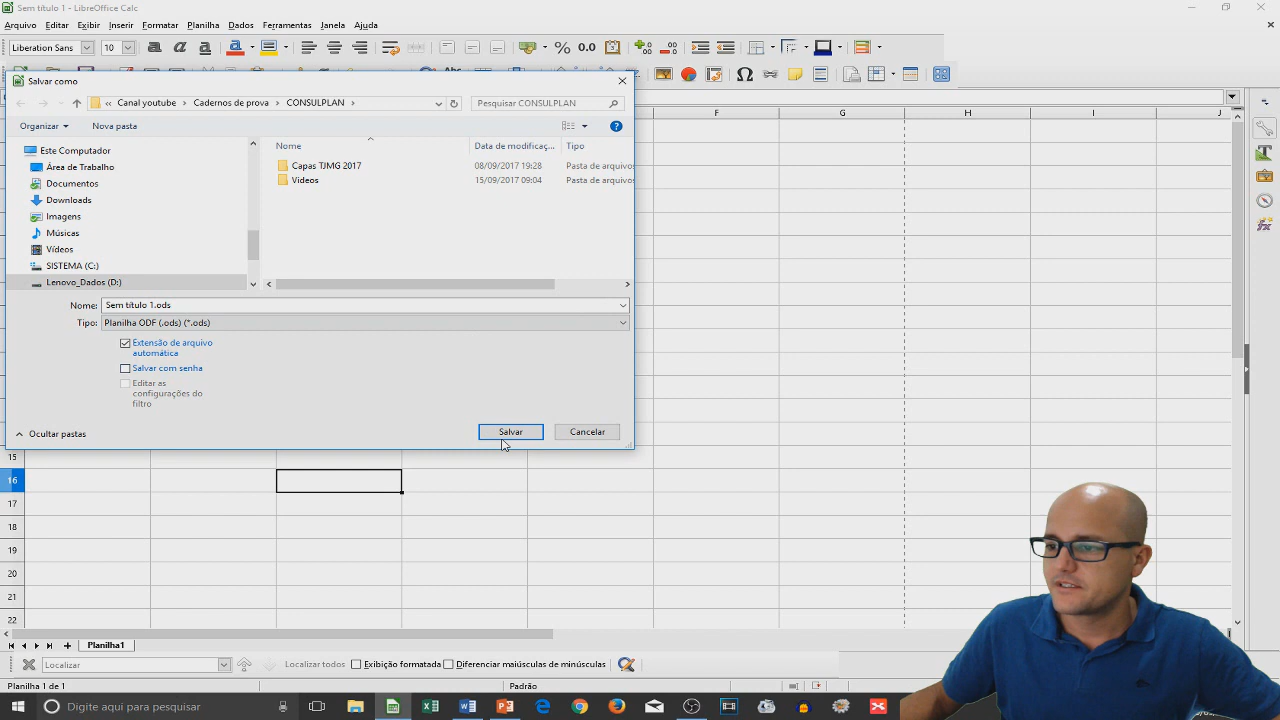 Sem título 1 - LibreOffice Calc
Arquivo Editar Exibir Inserir Formatar Planilha Dados Ferramentas Janela Ajuda
Liberation Sans 10
Salvar como
« Canal youtube › Cadernos de prova › CONSULPLAN ›
Pesquisar CONSULPLAN
Organizar Nova pasta
Este Computador
Área de Trabalho
Documentos
Downloads
Imagens
Músicas
Vídeos
SISTEMA (C:)
Lenovo_Dados (D:)
Nome Data de modificaç... Tipo
Capas TJMG 2017 08/09/2017 19:28 Pasta de arquivos
Vídeos 15/09/2017 09:04 Pasta de arquivos
Nome: Sem título 1.ods
Tipo: Planilha ODF (.ods) (*.ods)
Extensão de arquivo
automática
Salvar com senha
Editar as
configurações do
filtro
Ocultar pastas
Salvar Cancelar
F G H I J
15
16
17
18
19
20
21
22
Planilha1
Localizar Localizar todos Exibição formatada Diferenciar maiúsculas de minúsculas
Planilha 1 de 1 Padrão
Digite aqui para pesquisar